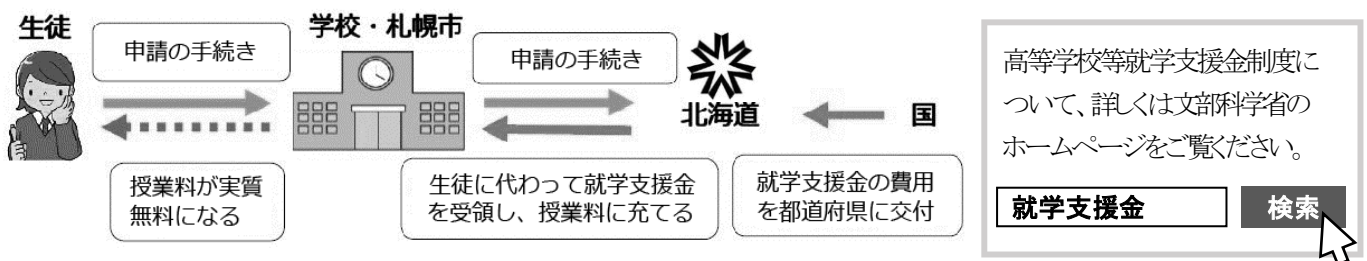 生徒
申請の手続き
学校・札幌市
申請の手続き
北海道
国
授業料が実質
無料になる
生徒に代わって就学支援金
を受領し、授業料に充てる
就学支援金の費用
を都道府県に交付
高等学校等就学支援金制度に
ついて、詳しくは文部科学省の
ホームページをご覧ください。
就学支援金
検索